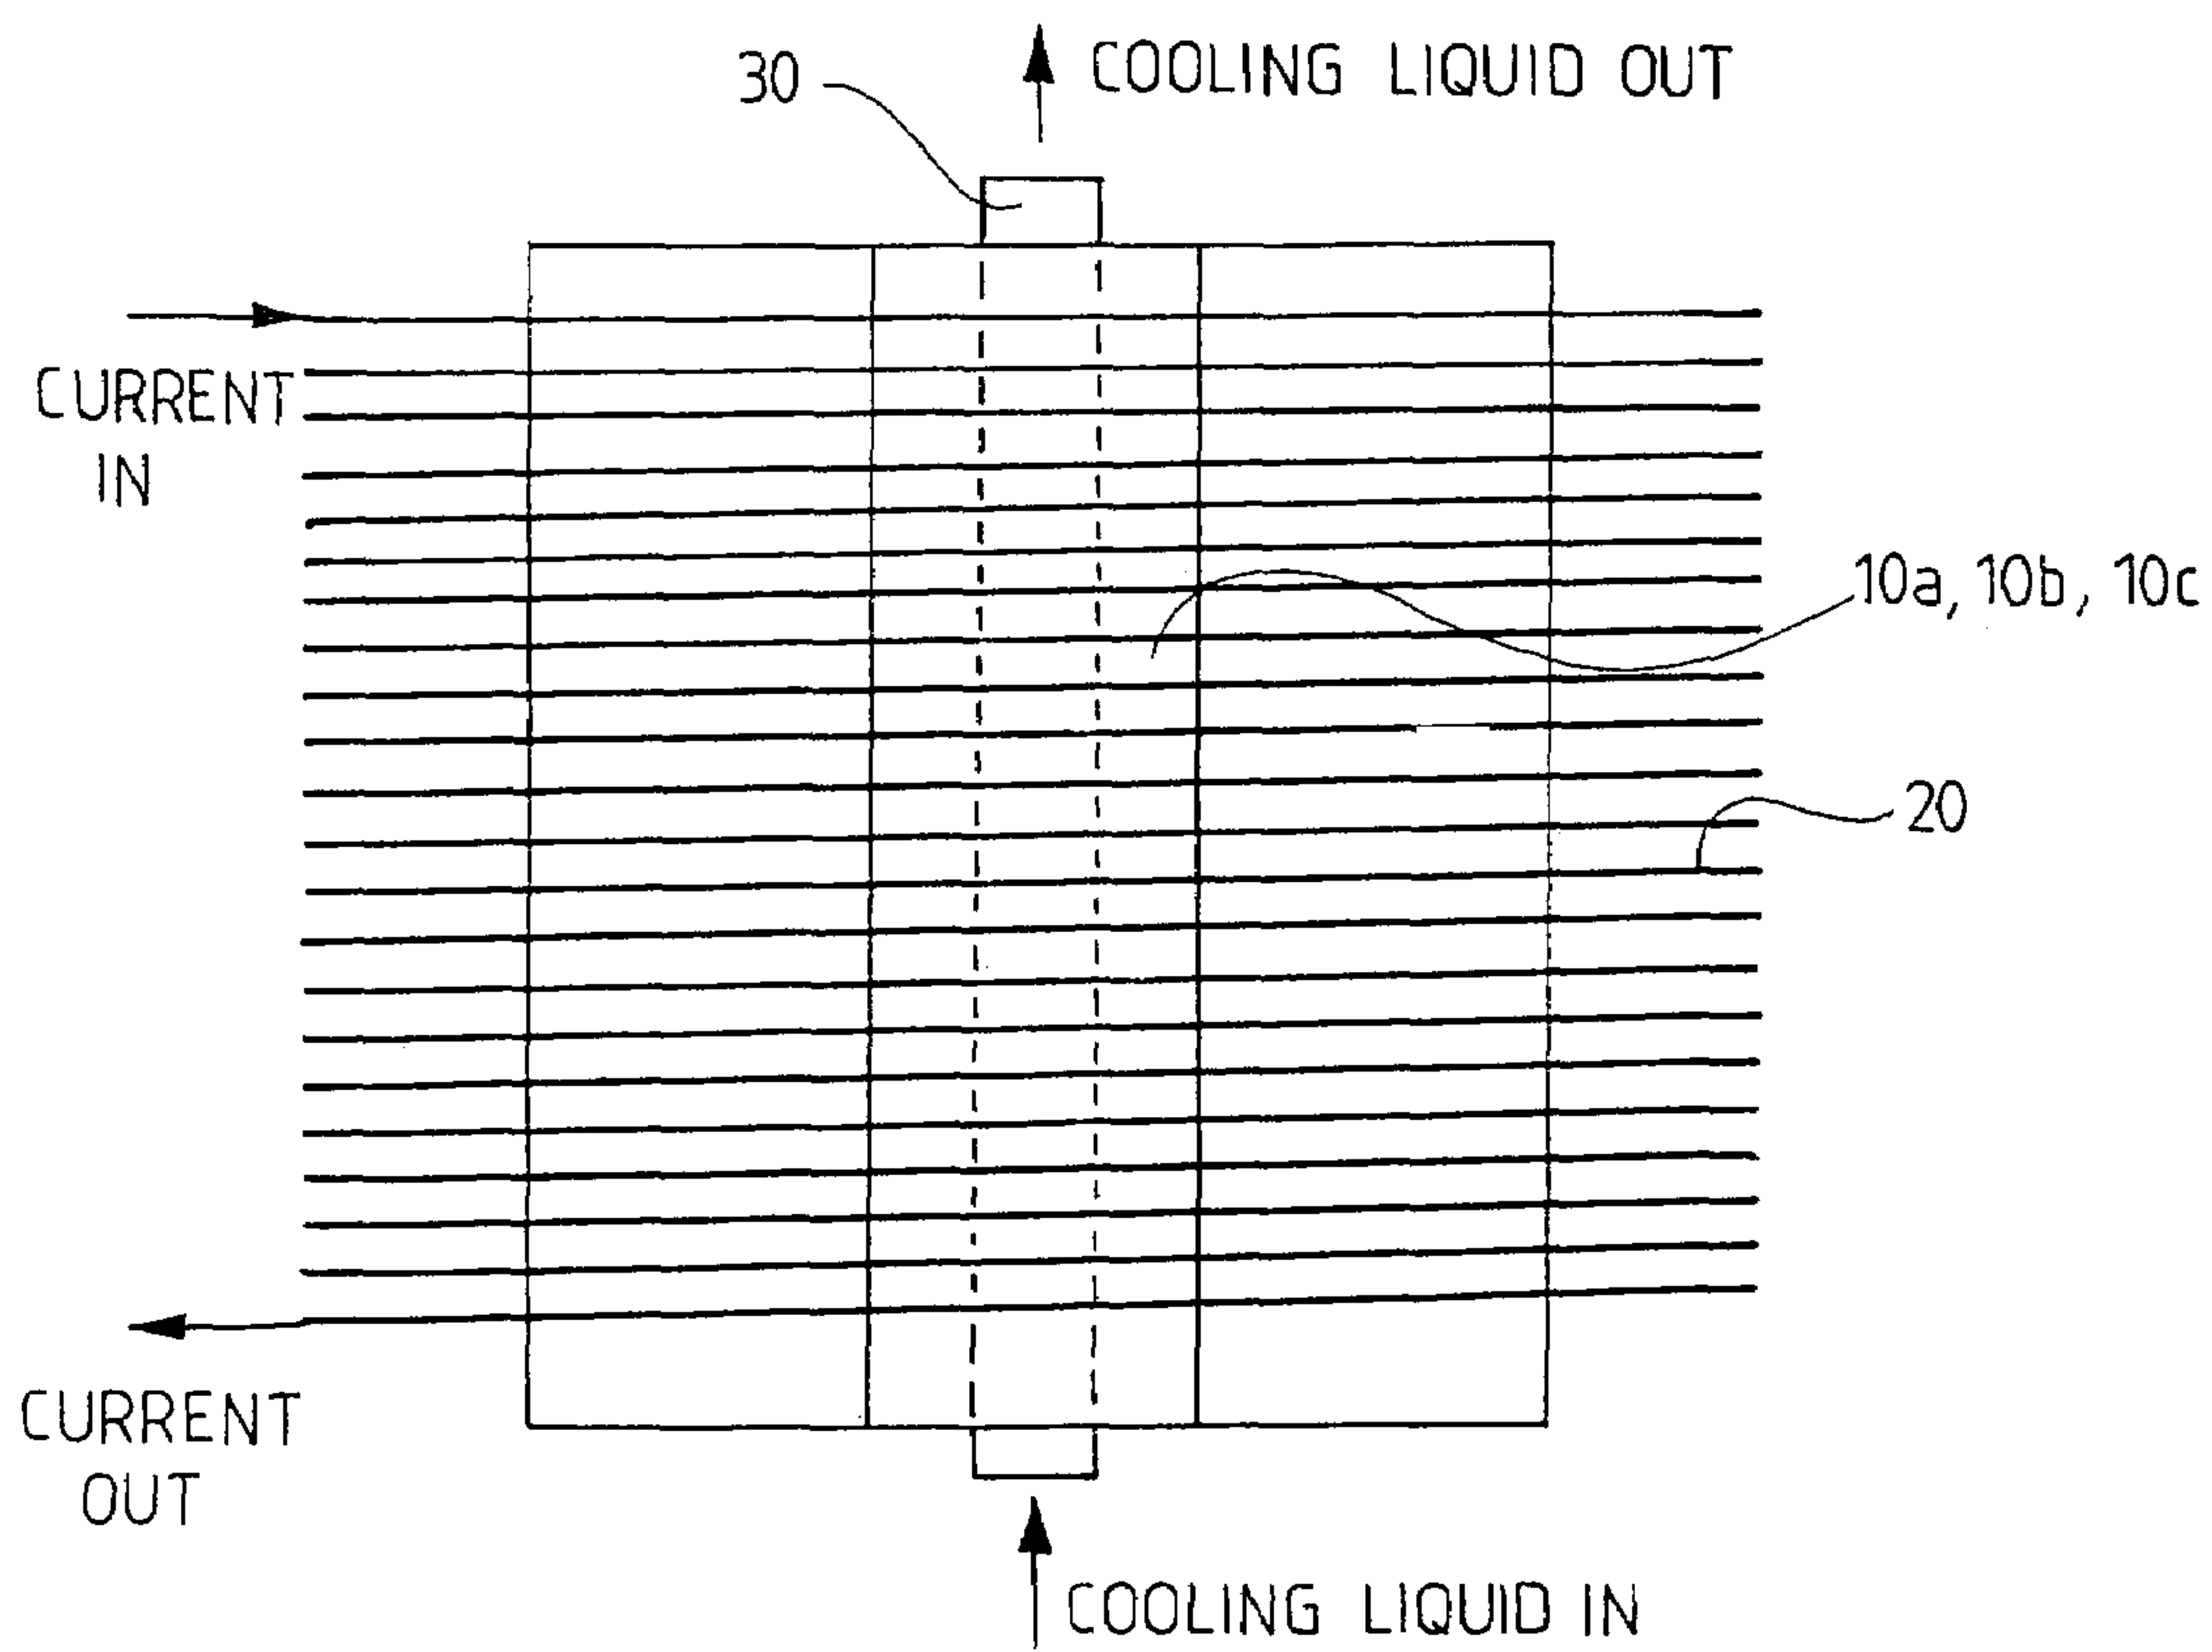 30
COOLING LIQUID OUT
CURRENT
IN
10a, 10b, 10c
20
CURRENT
OUT
COOLING LIQUID IN